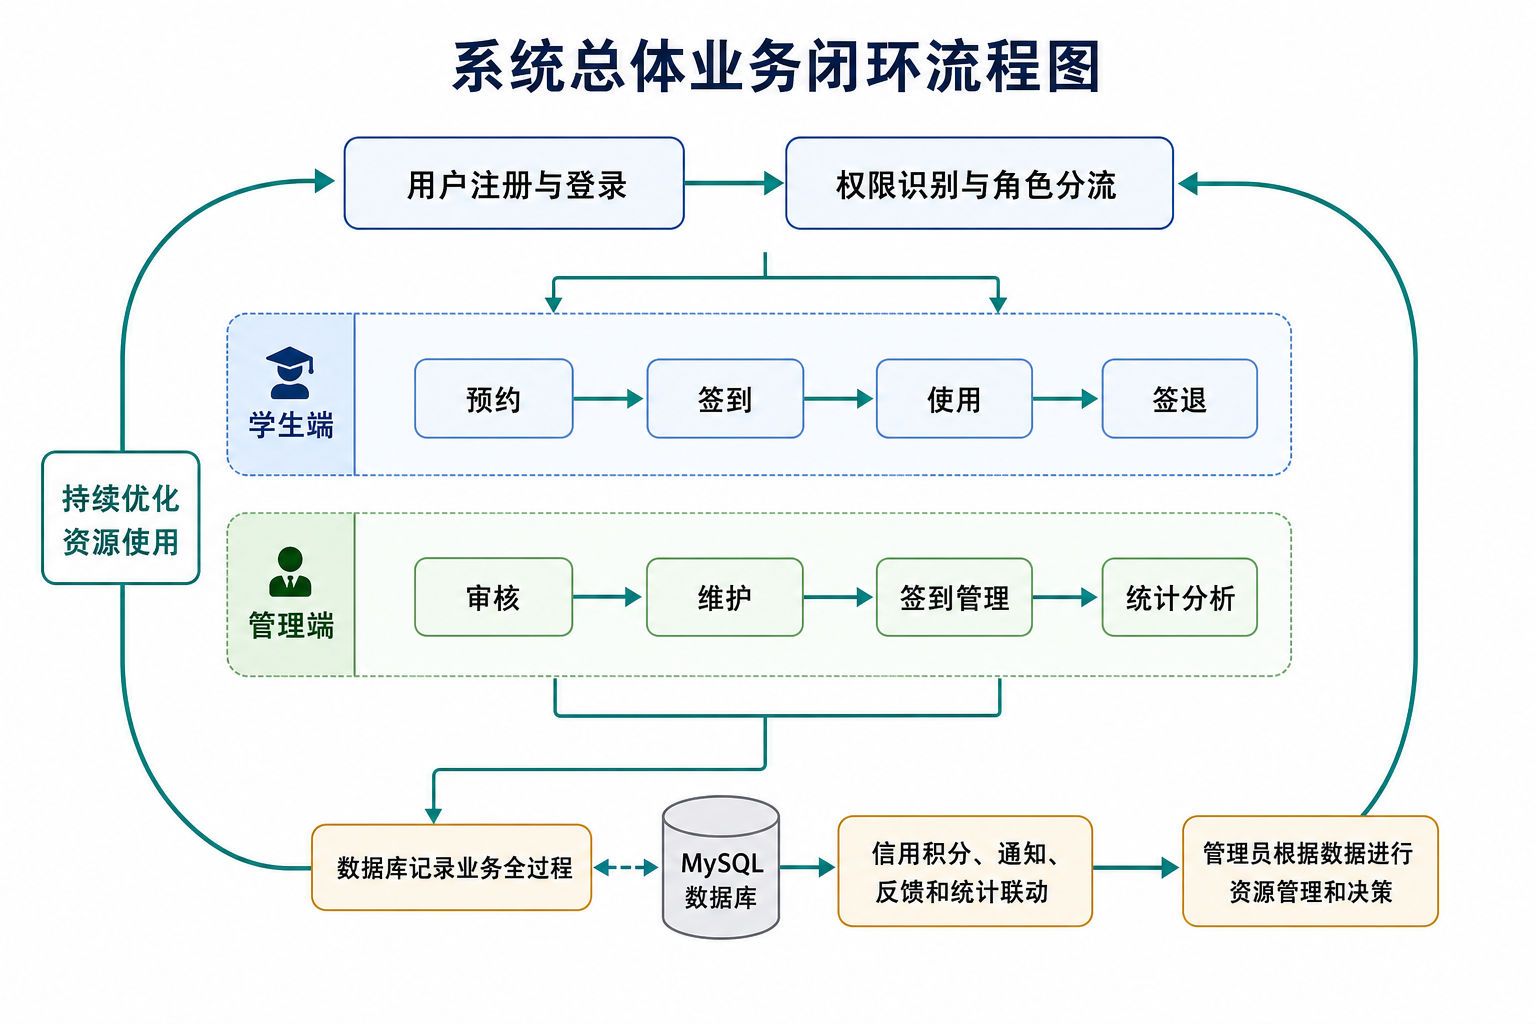 系统总体业务闭环流程图
用户注册与登录
权限识别与角色分流
学生端
预约
签到
使用
签退
持续优化
资源使用
管理端
审核
维护
签到管理
统计分析
数据库记录业务全过程
MySQL
数据库
信用积分、通知、
反馈和统计联动
管理员根据数据进行
资源管理和决策